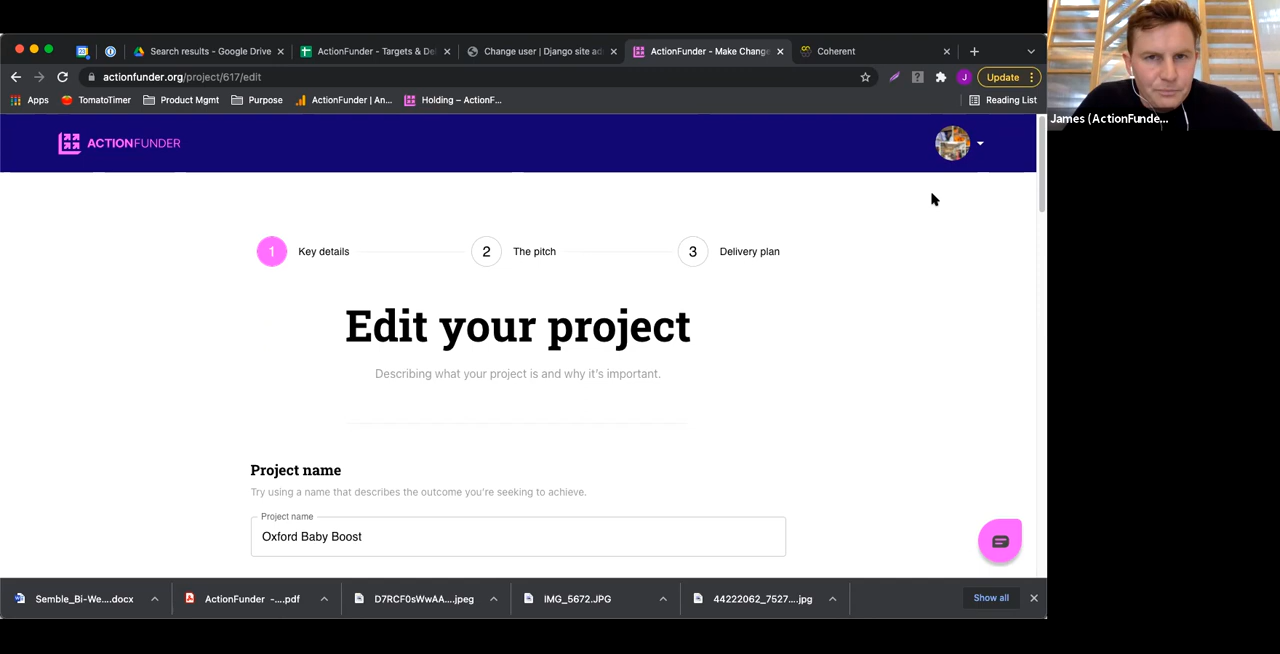 23
Search results - Google Drive
ActionFunder - Targets & De
Change user | Django site ad
ActionFunder - Make Change
Coherent
actionfunder.org/project/617/edit
J
Update
Apps
TomatoTimer
Product Mgmt
Purpose
ActionFunder | An...
Holding – ActionF...
Reading List
James (ActionFunde...
ACTIONFUNDER
1 Key details
2 The pitch
3 Delivery plan
Edit your project
Describing what your project is and why it's important.
Project name
Try using a name that describes the outcome you're seeking to achieve.
Project name
Oxford Baby Boost
Semble_Bi-We....docx
ActionFunder -....pdf
D7RCF0sWwAA....jpeg
IMG_5672.JPG
44222062_7527....jpg
Show all